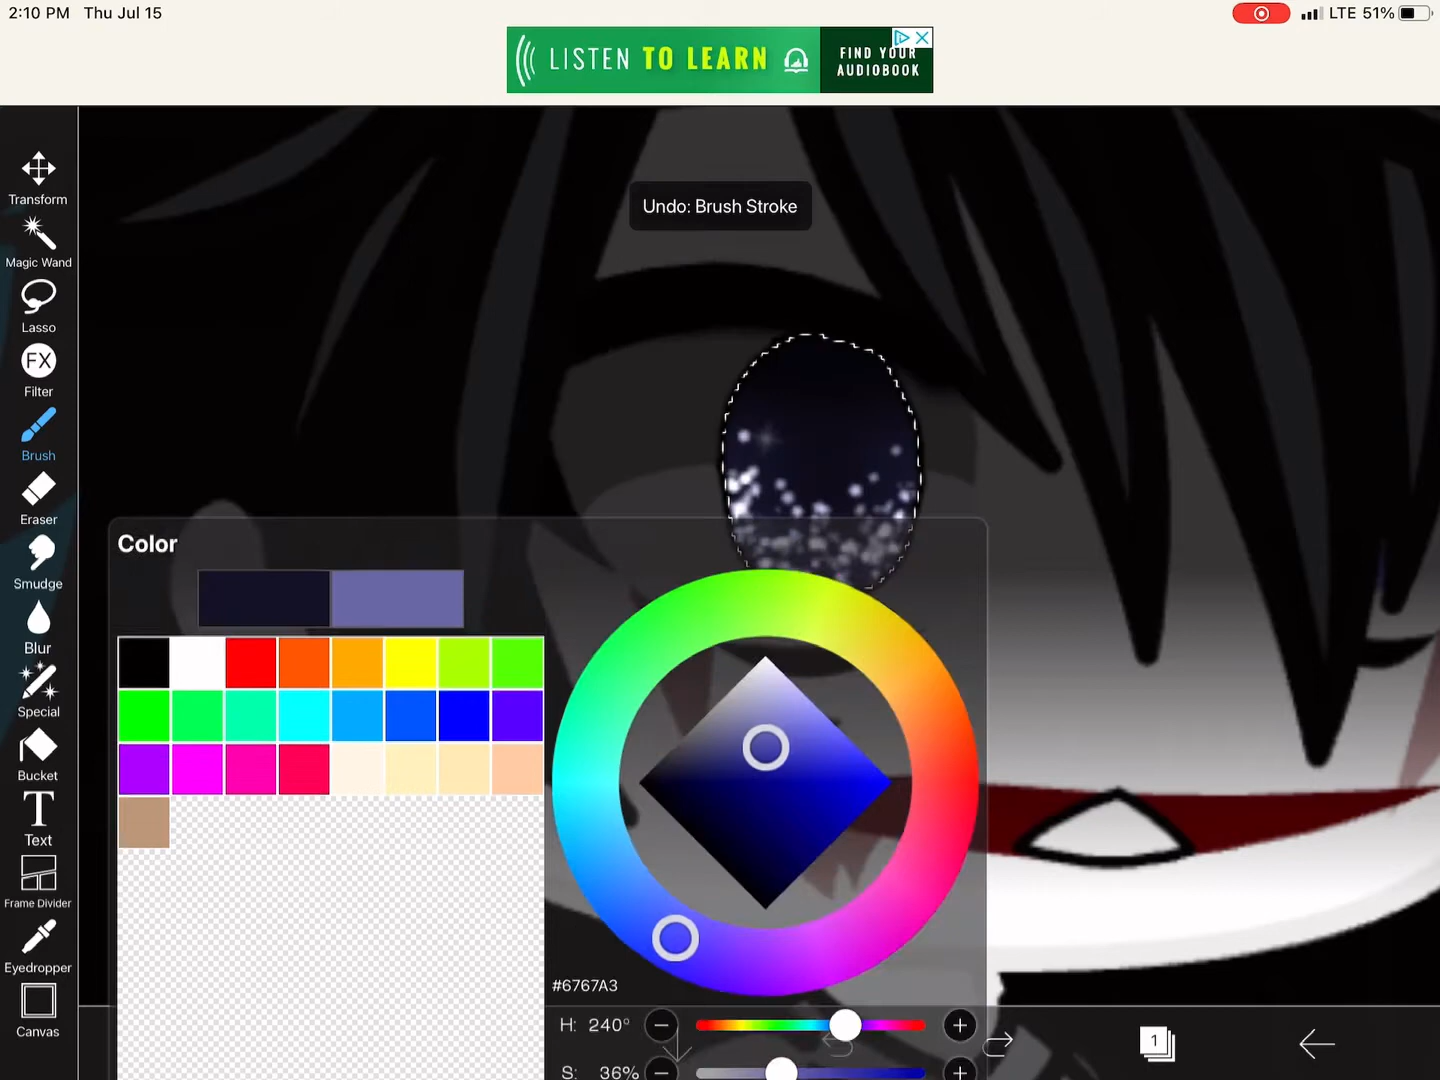 2:10 PM Thu Jul 15
LTE 51%
LISTEN TO LEARN
FIND YOUR
AUDIOBOOK
Transform
Magic Wand
Lasso
FX
Filter
Brush
Eraser
Smudge
Blur
Special
Bucket
T
Text
Frame Divider
Eyedropper
Canvas
Undo: Brush Stroke
Color
#6767A3
H: 240°
S: 36%
1